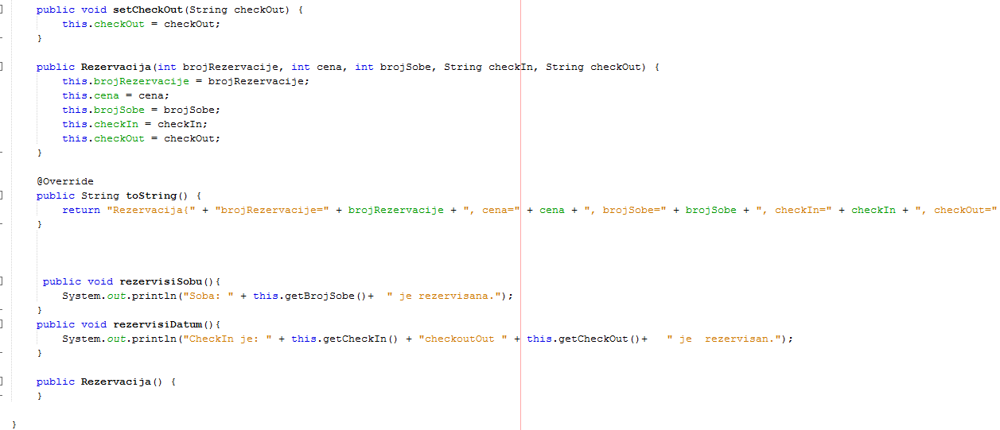 public void setCheckOut(String checkOut) {
this.checkOut = checkOut;
}
public Rezervacija(int brojRezervacije, int cena, int brojSobe, String checkIn, String checkOut) {
this.brojRezervacije = brojRezervacije;
this.cena = cena;
this.brojSobe = brojSobe;
this.checkIn = checkIn;
this.checkOut = checkOut;
}
@Override
public String toString() {
return "Rezervacija{" + "brojRezervacije=" + brojRezervacije + ", cena=" + cena + ", brojSobe=" + brojSobe + ", checkIn=" + checkIn + ", checkOut="
}
public void rezervisiSobu(){
System.out.println("Soba: " + this.getBrojSobe()+  " je rezervisana.");
}
public void rezervisiDatum(){
System.out.println("CheckIn je: " + this.getCheckIn() + "checkoutOut " + this.getCheckOut()+   " je  rezervisan.");
}
public Rezervacija() {
}
}